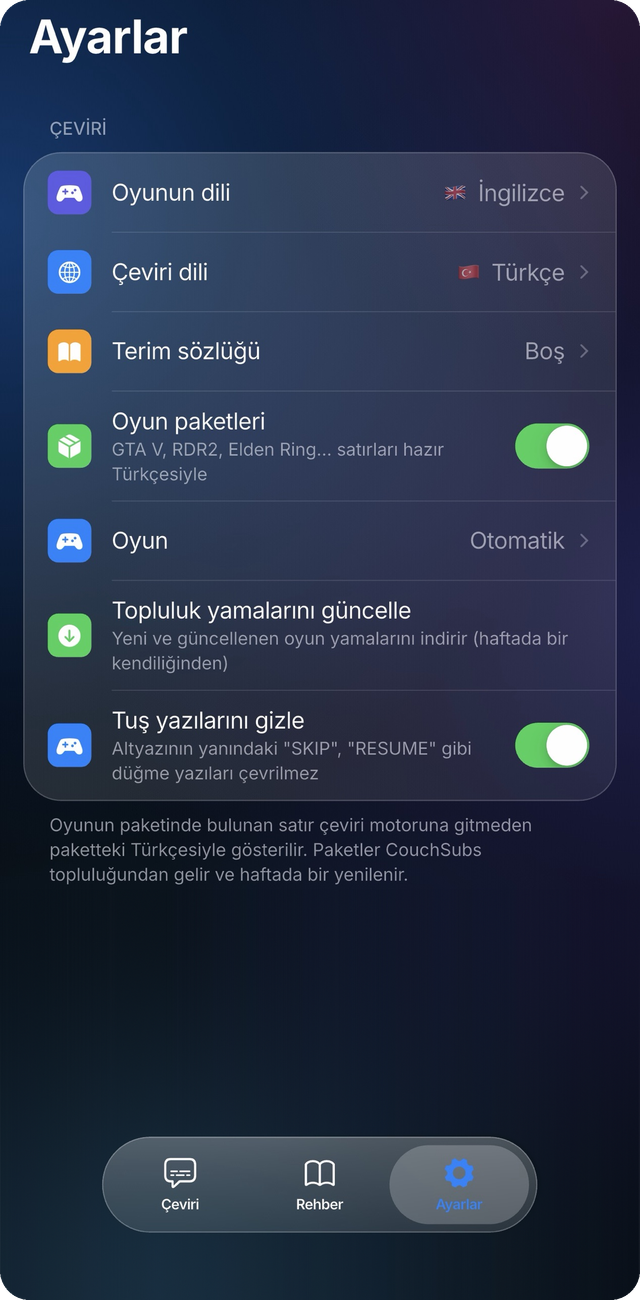 Ayarlar
ÇEVİRİ
Oyunun dili
İngilizce
Çeviri dili
Türkçe
Terim sözlüğü
Boş
Oyun paketleri
GTA V, RDR2, Elden Ring... satırları hazır
Türkçesiyle
Oyun
Otomatik
Topluluk yamalarını güncelle
Yeni ve güncellenen oyun yamalarını indirir (haftada bir
kendiliğinden)
Tuş yazılarını gizle
Altyazının yanındaki "SKIP", "RESUME" gibi
düğme yazıları çevrilmez
Oyunun paketinde bulunan satır çeviri motoruna gitmeden
paketteki Türkçesiyle gösterilir. Paketler CouchSubs
topluluğundan gelir ve haftada bir yenilenir.
Çeviri
Rehber
Ayarlar